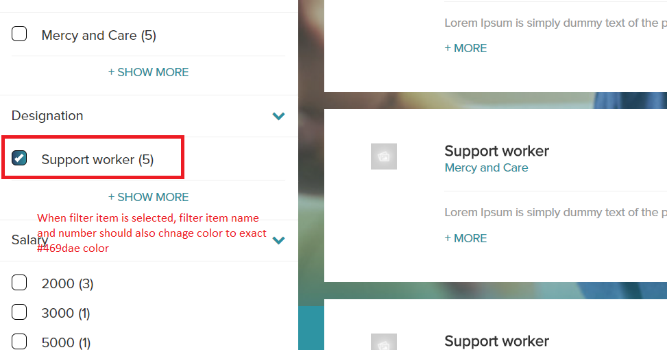 Mercy and Care (5)
+ SHOW MORE
Designation
Support worker (5)
+ SHOW MORE
When filter item is selected, filter item name
and number should also chnage color to exact
#469dae color
Salary
2000 (3)
3000 (1)
5000 (1)
Lorem Ipsum is simply dummy text of the p
+ MORE
Support worker
Mercy and Care
Lorem Ipsum is simply dummy text of the p
+ MORE
Support worker